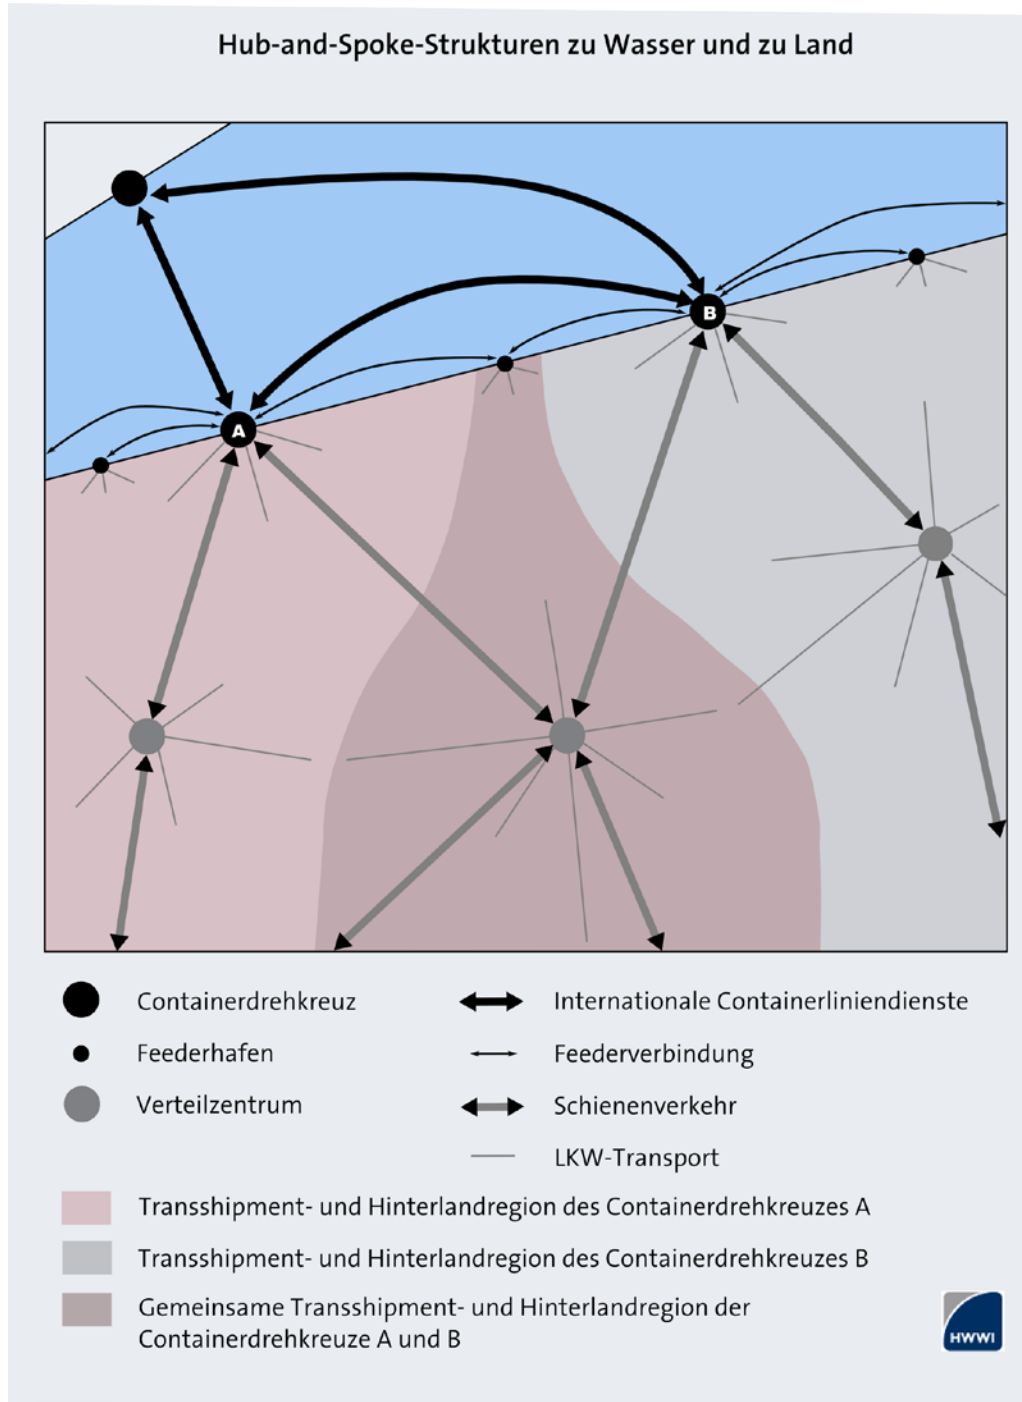 Hub-and-Spoke-Strukturen zu Wasser und zu Land
B
A
Containerdrehkreuz
Internationale Containerliniendienste
Feederhafen
Feederverbindung
Verteilzentrum
Schienenverkehr
LKW-Transport
Transshipment- und Hinterlandregion des Containerdrehkreuzes A
Transshipment- und Hinterlandregion des Containerdrehkreuzes B
Gemeinsame Transshipment- und Hinterlandregion der
Containerdrehkreuze A und B
HWWI